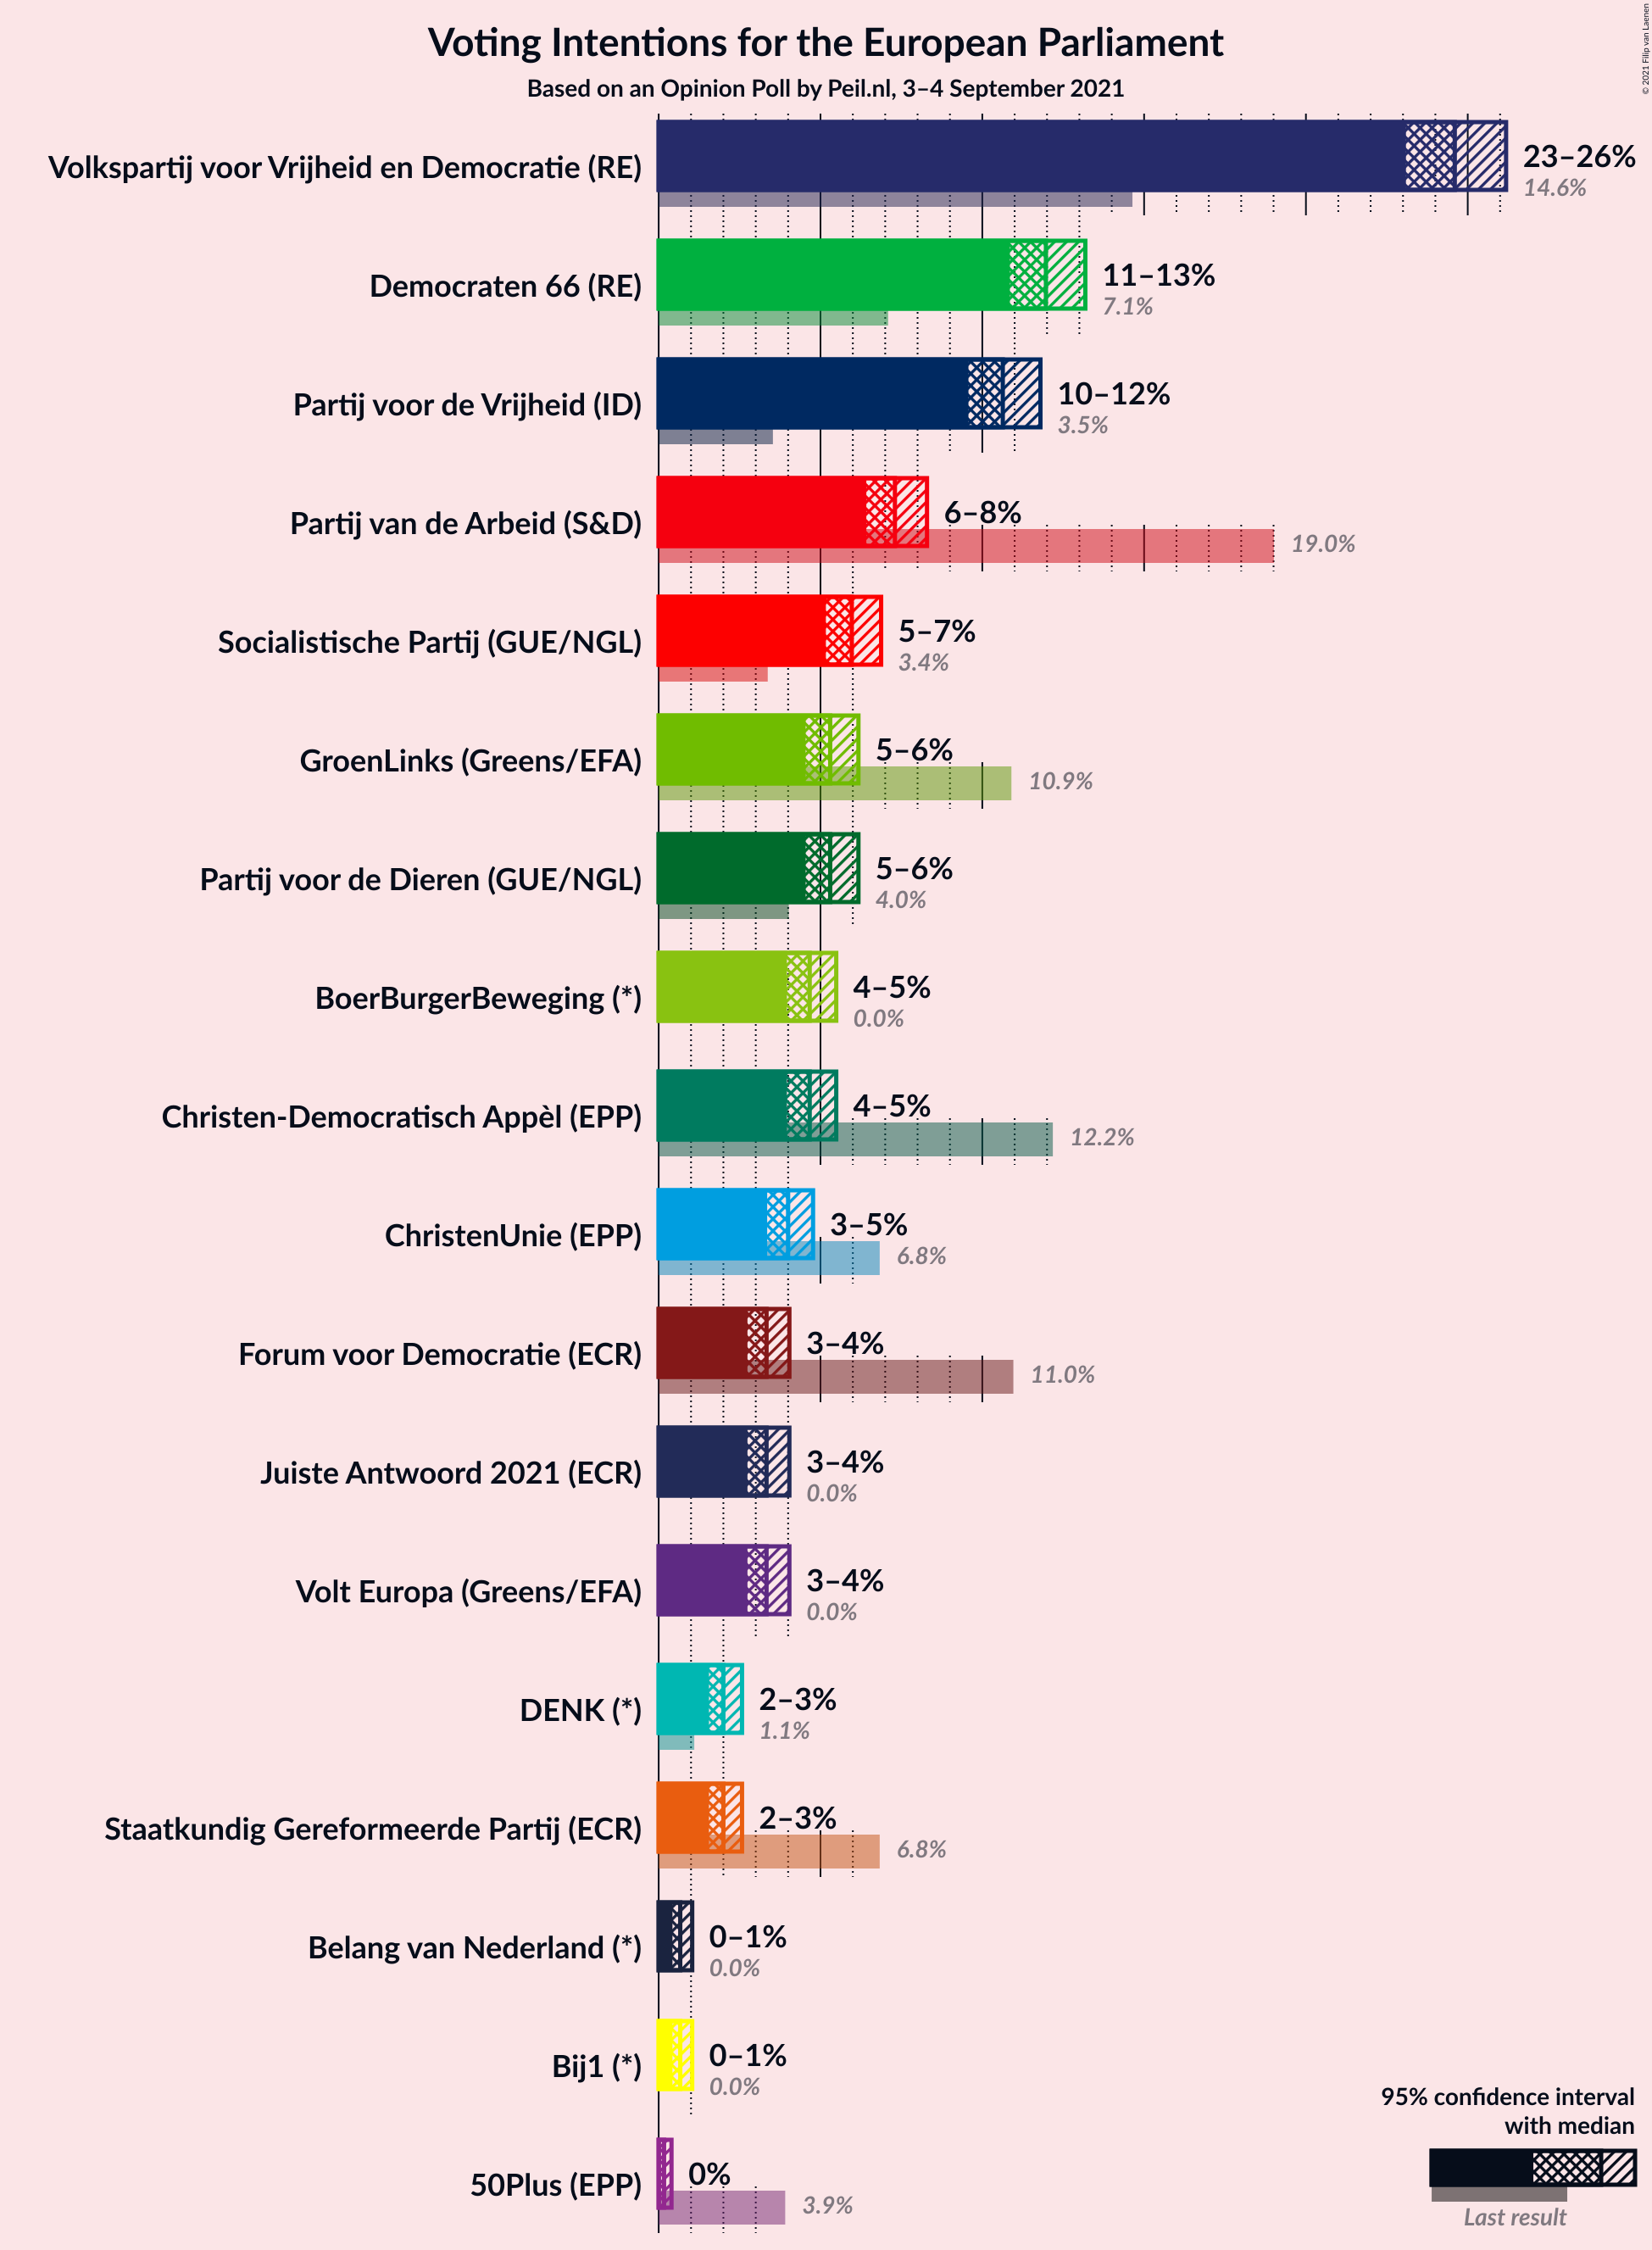 Voting Intentions for the European Parliament
Based on an Opinion Poll by Peil.nl, 3–4 September 2021
© 2021 Filip van Laenen
Volkspartij voor Vrijheid en Democratie (RE)
23–26%
14.6%
Democraten 66 (RE)
11–13%
7.1%
Partij voor de Vrijheid (ID)
10–12%
3.5%
Partij van de Arbeid (S&D)
6–8%
19.0%
Socialistische Partij (GUE/NGL)
5–7%
3.4%
GroenLinks (Greens/EFA)
5–6%
10.9%
Partij voor de Dieren (GUE/NGL)
5–6%
4.0%
BoerBurgerBeweging (*)
4–5%
0.0%
Christen-Democratisch Appèl (EPP)
4–5%
12.2%
ChristenUnie (EPP)
3–5%
6.8%
Forum voor Democratie (ECR)
3–4%
11.0%
Juiste Antwoord 2021 (ECR)
3–4%
0.0%
Volt Europa (Greens/EFA)
3–4%
0.0%
DENK (*)
2–3%
1.1%
Staatkundig Gereformeerde Partij (ECR)
2–3%
6.8%
Belang van Nederland (*)
0–1%
0.0%
Bij1 (*)
0–1%
0.0%
50Plus (EPP)
0%
3.9%
95% confidence interval
with median
Last result